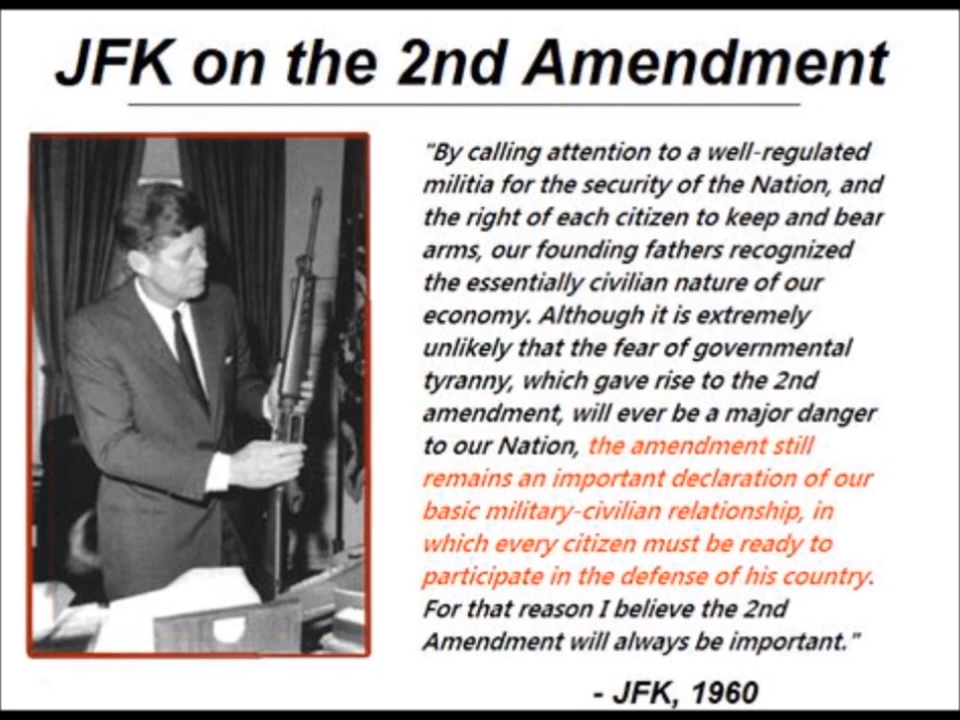 JFK on the 2nd Amendment
"By calling attention to a well-regulated
militia for the security of the Nation, and
the right of each citizen to keep and bear
arms, our founding fathers recognized
the essentially civilian nature of our
economy. Although it is extremely
unlikely that the fear of governmental
tyranny, which gave rise to the 2nd
amendment, will ever be a major danger
to our Nation, the amendment still
remains an important declaration of our
basic military-civilian relationship, in
which every citizen must be ready to
participate in the defense of his country.
For that reason I believe the 2nd
Amendment will always be important."
- JFK, 1960